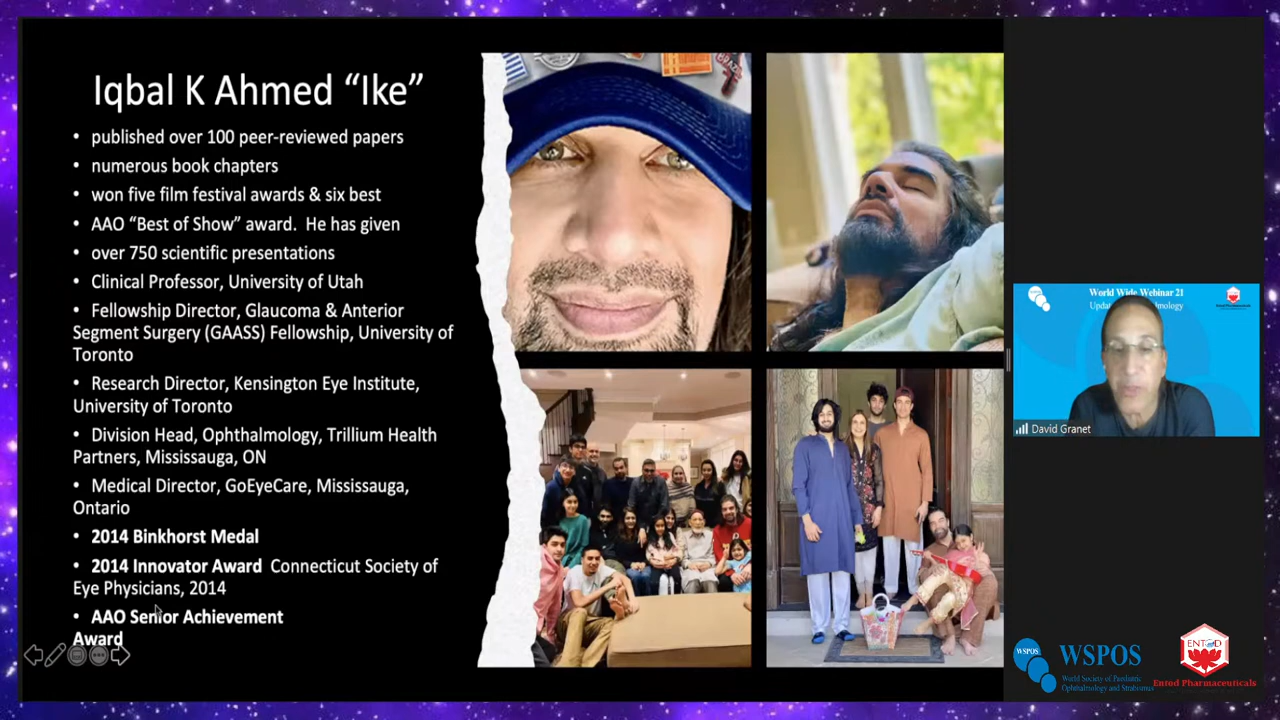 Iqbal K Ahmed “Ike”
• published over 100 peer-reviewed papers
• numerous book chapters
• won five film festival awards & six best
• AAO “Best of Show” award. He has given
• over 750 scientific presentations
• Clinical Professor, University of Utah
• Fellowship Director, Glaucoma & Anterior
Segment Surgery (GAASS) Fellowship, University of
Toronto
• Research Director, Kensington Eye Institute,
University of Toronto
• Division Head, Ophthalmology, Trillium Health
Partners, Mississauga, ON
• Medical Director, GoEyeCare, Mississauga,
Ontario
• 2014 Binkhorst Medal
• 2014 Innovator Award Connecticut Society of
Eye Physicians, 2014
• AAO Senior Achievement
Award
World Wide Webinar 21
David Granet
WSPOS
WSPOS
World Society of Paediatric
Ophthalmology and Strabismus
ENTOD
Entod Pharmaceuticals